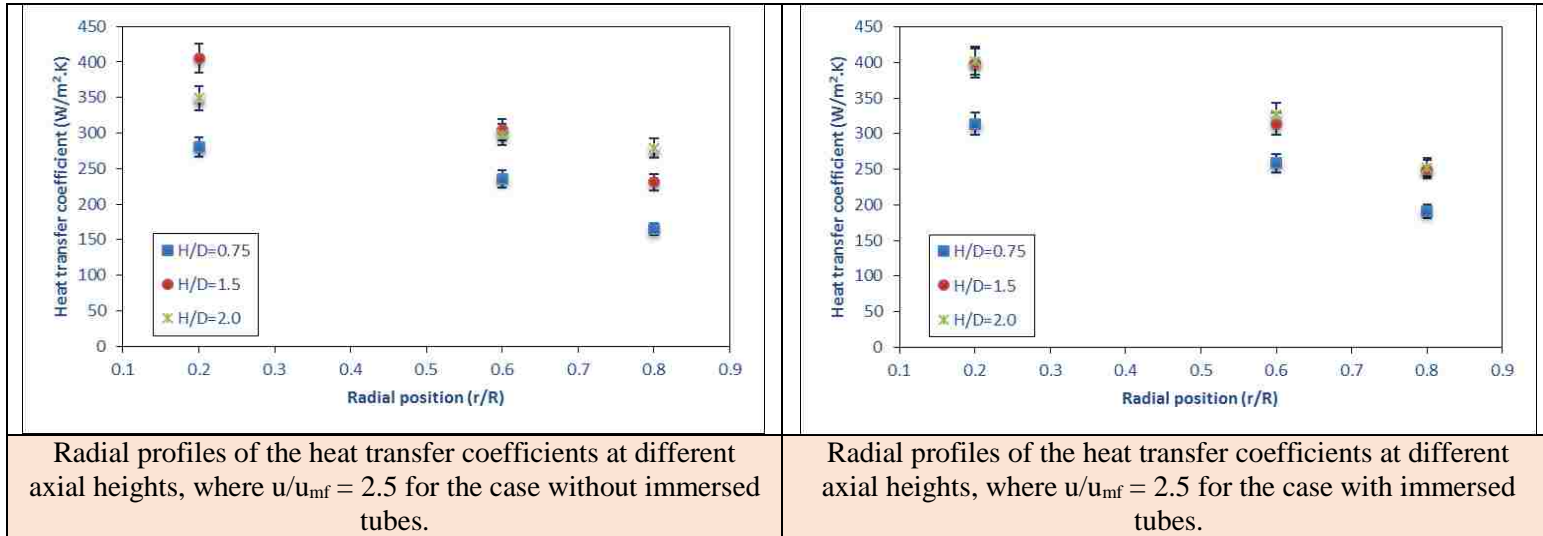 450
400
350
300
250
200
150
100
50
0
Heat transfer coefficient (W/m².K)
H/D=0.75
H/D=1.5
H/D=2.0
0.1 0.2 0.3 0.4 0.5 0.6 0.7 0.8 0.9
Radial position (r/R)
450
400
350
300
250
200
150
100
50
0
Heat transfer coefficient (W/m².K)
H/D=0.75
H/D=1.5
H/D=2.0
0.1 0.2 0.3 0.4 0.5 0.6 0.7 0.8 0.9
Radial position (r/R)
Radial profiles of the heat transfer coefficients at different
axial heights, where u/uₘf = 2.5 for the case without immersed
tubes.
Radial profiles of the heat transfer coefficients at different
axial heights, where u/uₘf = 2.5 for the case with immersed
tubes.